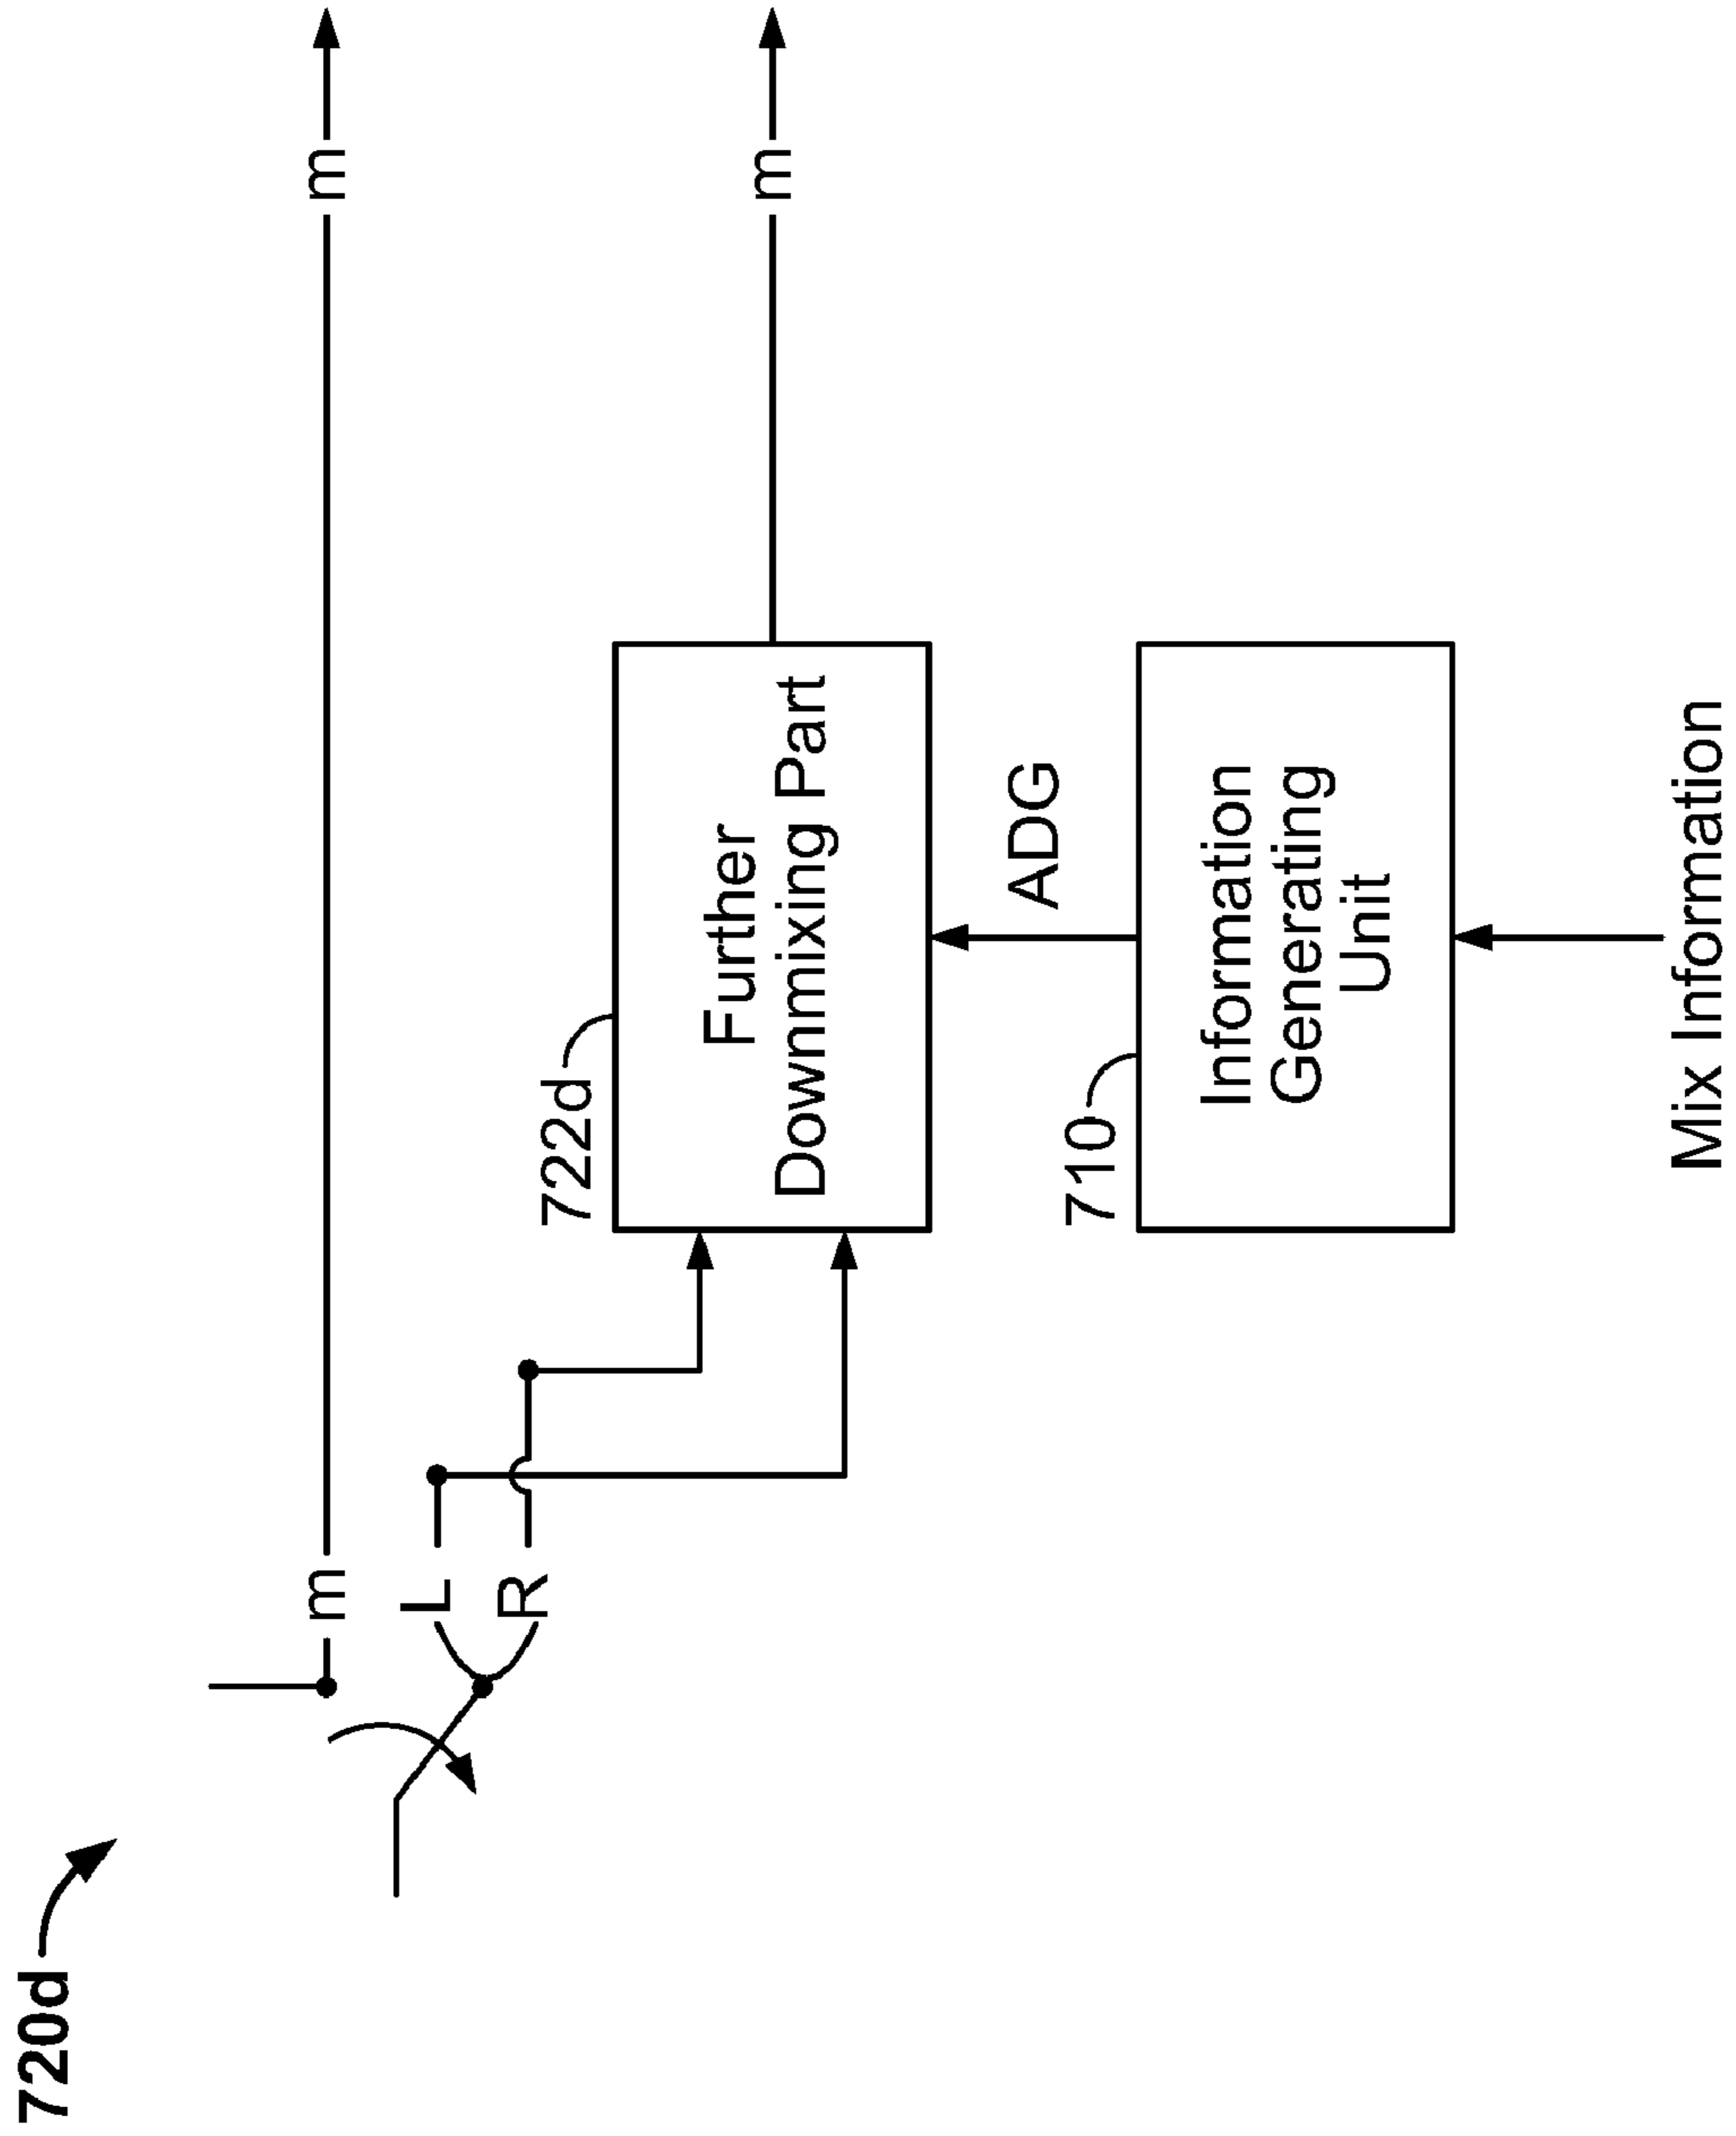 720d
m
m
L
R
722d
Further
Downmixing Part
m
ADG
710
Information
Generating
Unit
Mix Information